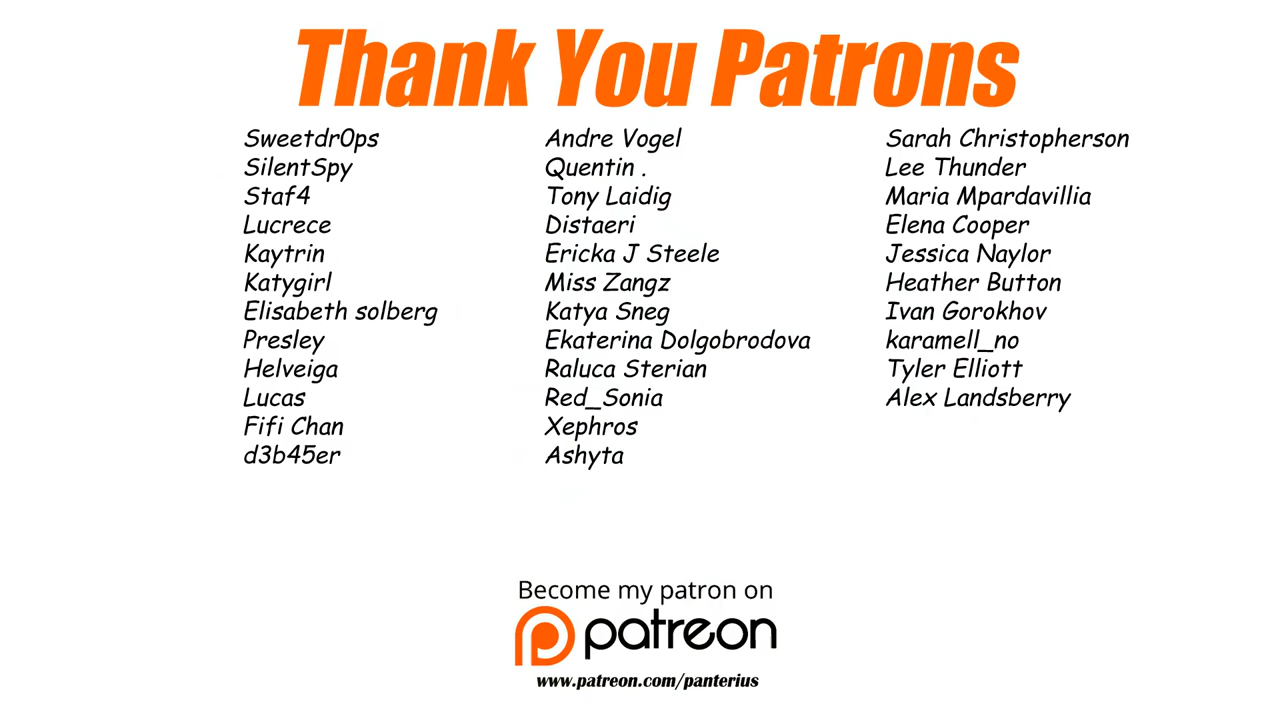 Thank You Patrons
Sweetdr0ps
SilentSpy
Staf4
Lucrece
Kaytrin
Katygirl
Elisabeth solberg
Presley
Helveiga
Lucas
Fifi Chan
d3b45er
Andre Vogel
Quentin .
Tony Laidig
Distaeri
Ericka J Steele
Miss Zangz
Katya Sneg
Ekaterina Dolgobrodova
Raluca Sterian
Red_Sonia
Xephros
Ashyta
Sarah Christopherson
Lee Thunder
Maria Mpardavillia
Elena Cooper
Jessica Naylor
Heather Button
Ivan Gorokhov
karamell_no
Tyler Elliott
Alex Landsberry
Become my patron on
patreon
www.patreon.com/panterius